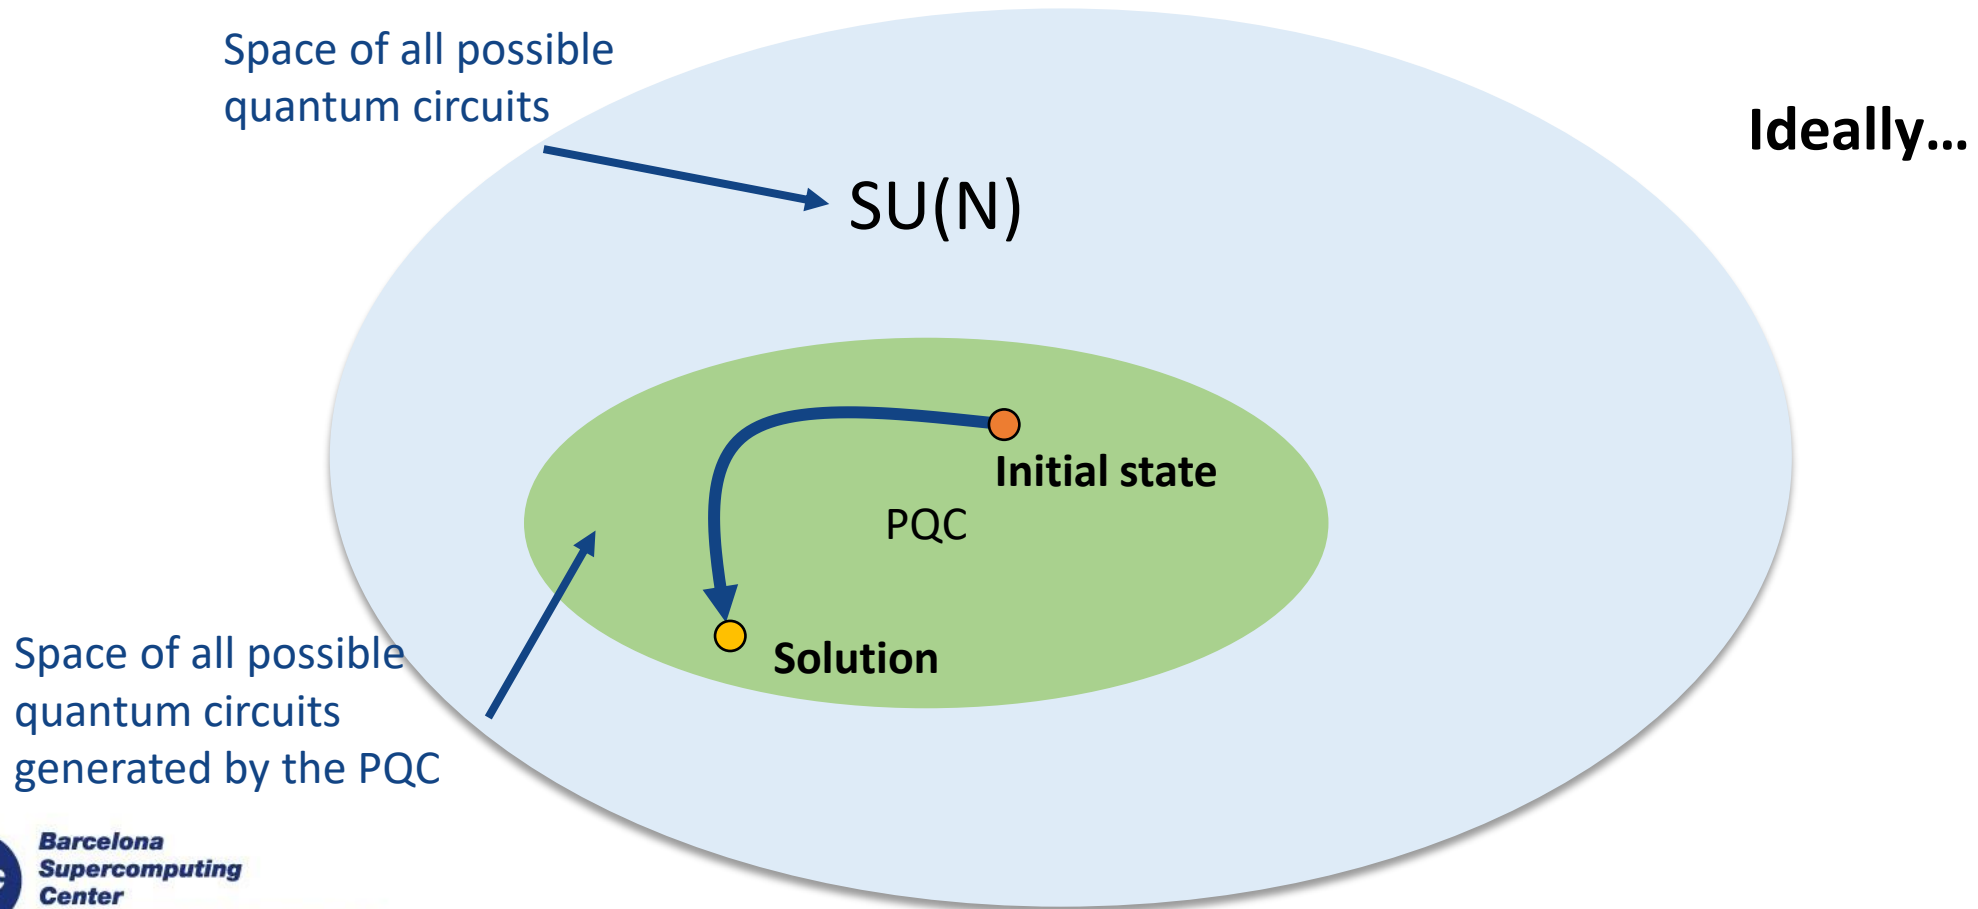 Space of all possible
quantum circuits
Ideally...
SU(N)
Initial state
PQC
Solution
Space of all possible
quantum circuits
generated by the PQC
Barcelona
Supercomputing
Center